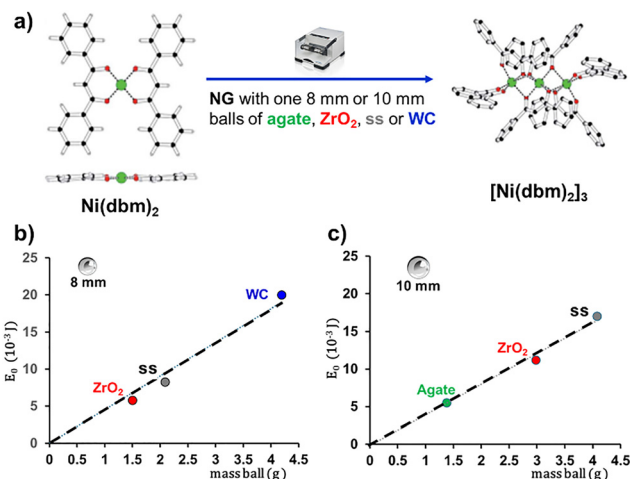 a)
NG with one 8 mm or 10 mm
balls of agate, ZrO₂, ss or WC
Ni(dbm)₂
[Ni(dbm)₂]₃
b)
8 mm
25
20
15
10
5
0
E₀ (10⁻³ J)
WC
ss
ZrO₂
0 0.5 1 1.5 2 2.5 3 3.5 4 4.5
mass ball (g)
c)
10 mm
25
20
15
10
5
0
E₀ (10⁻³ J)
ss
ZrO₂
Agate
0 0.5 1 1.5 2 2.5 3 3.5 4 4.5
mass ball (g)